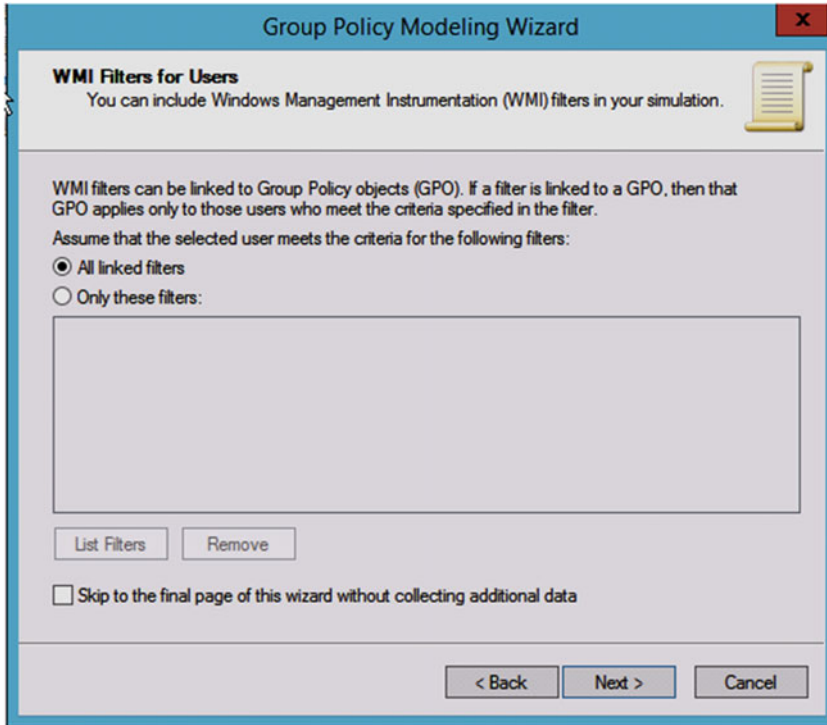 Group Policy Modeling Wizard
x
WMI Filters for Users
You can include Windows Management Instrumentation (WMI) filters in your simulation.
WMI filters can be linked to Group Policy objects (GPO). If a filter is linked to a GPO, then that
GPO applies only to those users who meet the criteria specified in the filter.
Assume that the selected user meets the criteria for the following filters:
All linked filters
Only these filters:
List Filters Remove
Skip to the final page of this wizard without collecting additional data
< Back Next > Cancel